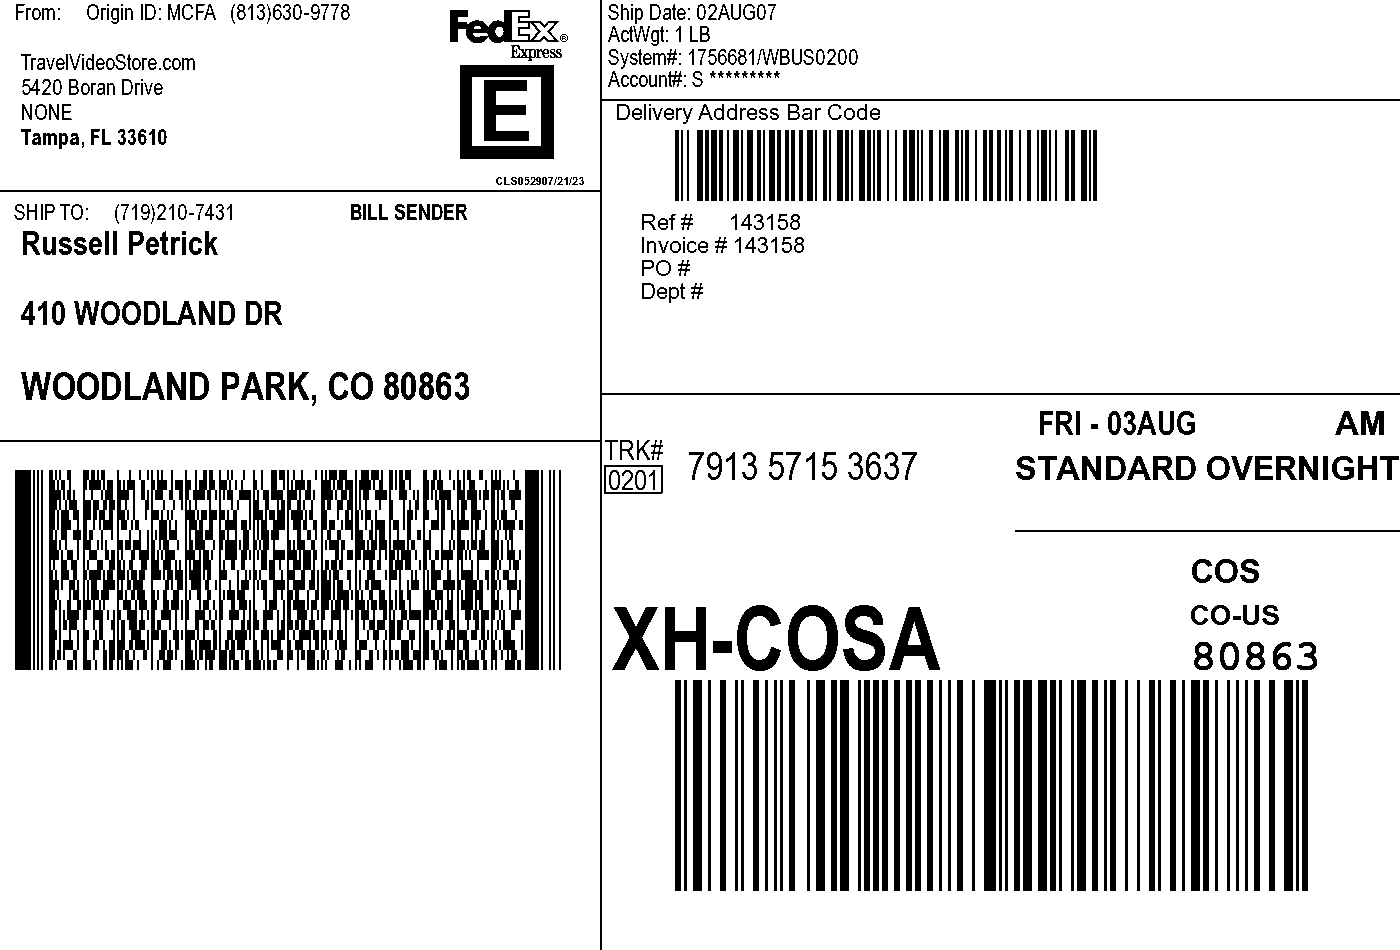 From: Origin ID: MCFA (813)630-9778
TravelVideoStore.com
5420 Boran Drive
NONE
Tampa, FL 33610
FedEx®
Express
E
CLS052907/21/23
SHIP TO: (719)210-7431 BILL SENDER
Russell Petrick
410 WOODLAND DR
WOODLAND PARK, CO 80863
Ship Date: 02AUG07
ActWgt: 1 LB
System#: 1756681/WBUS0200
Account#: S *********
Delivery Address Bar Code
Ref # 143158
Invoice # 143158
PO #
Dept #
FRI - 03AUG AM
TRK# 7913 5715 3637 STANDARD OVERNIGHT
0201
COS
XH-COSA CO-US
80863